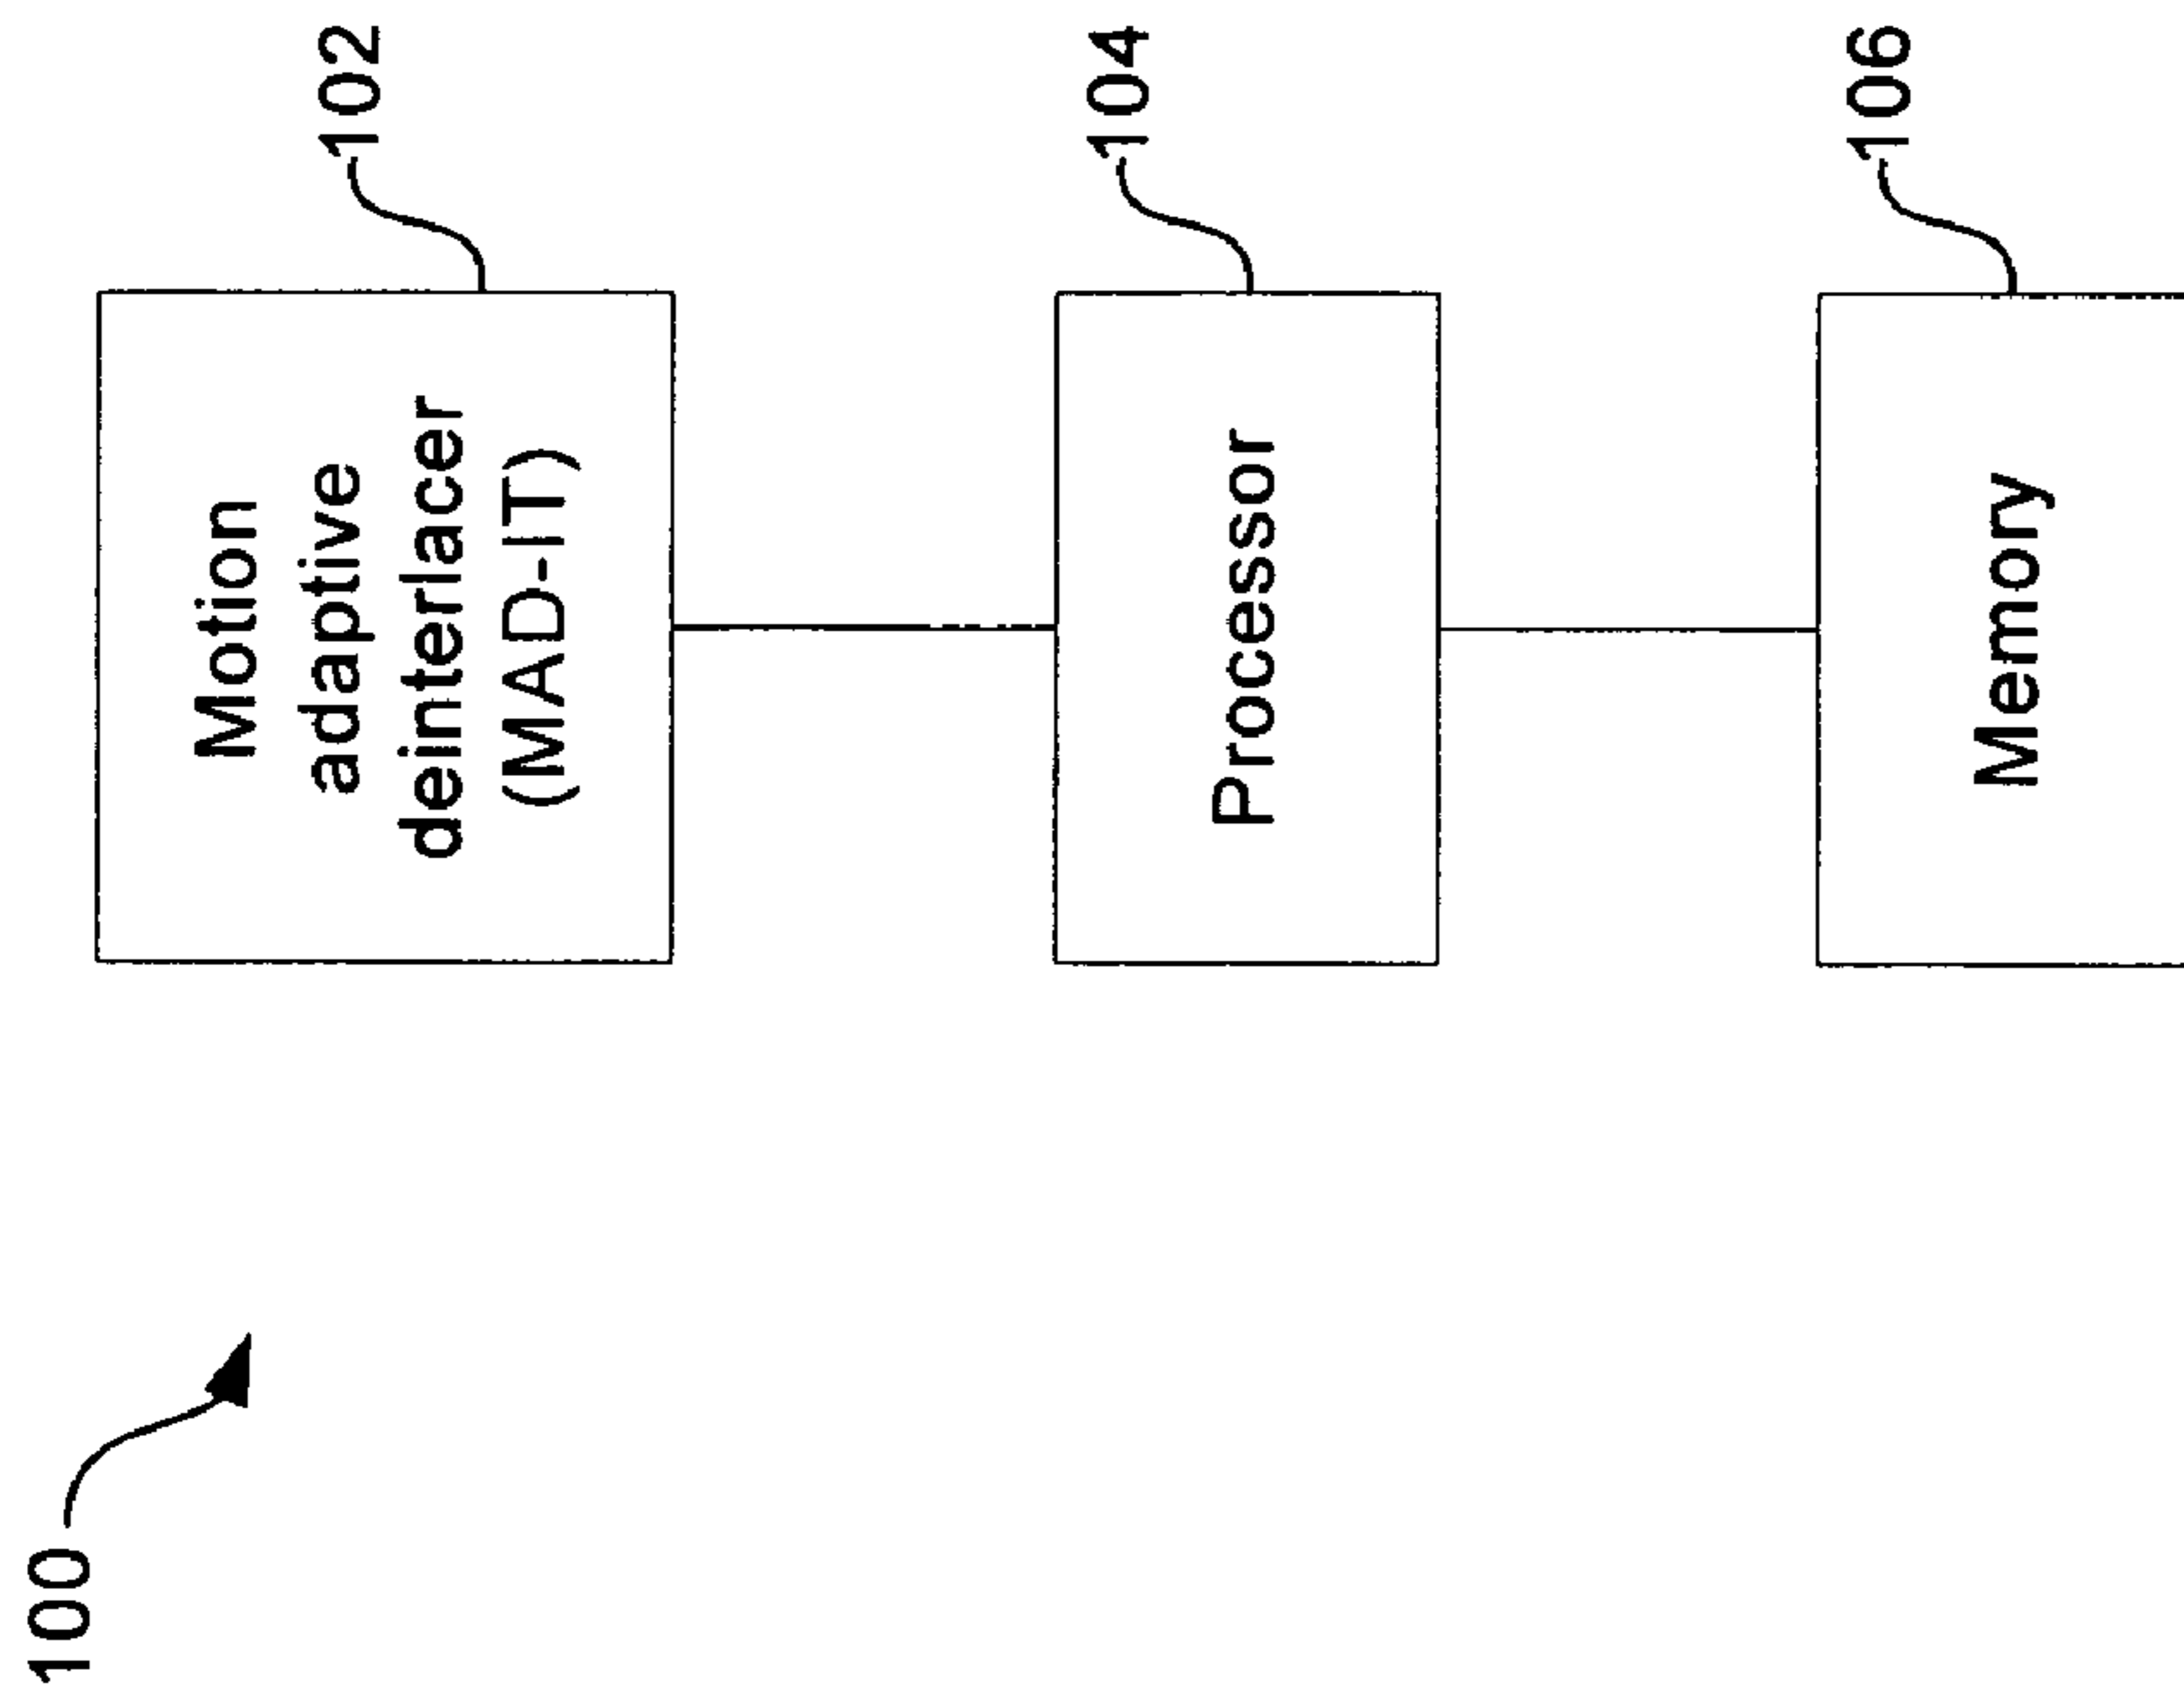 100
Motion
adaptive
deinterlacer
(MAD-IT)
102
Processor
104
Memory
106